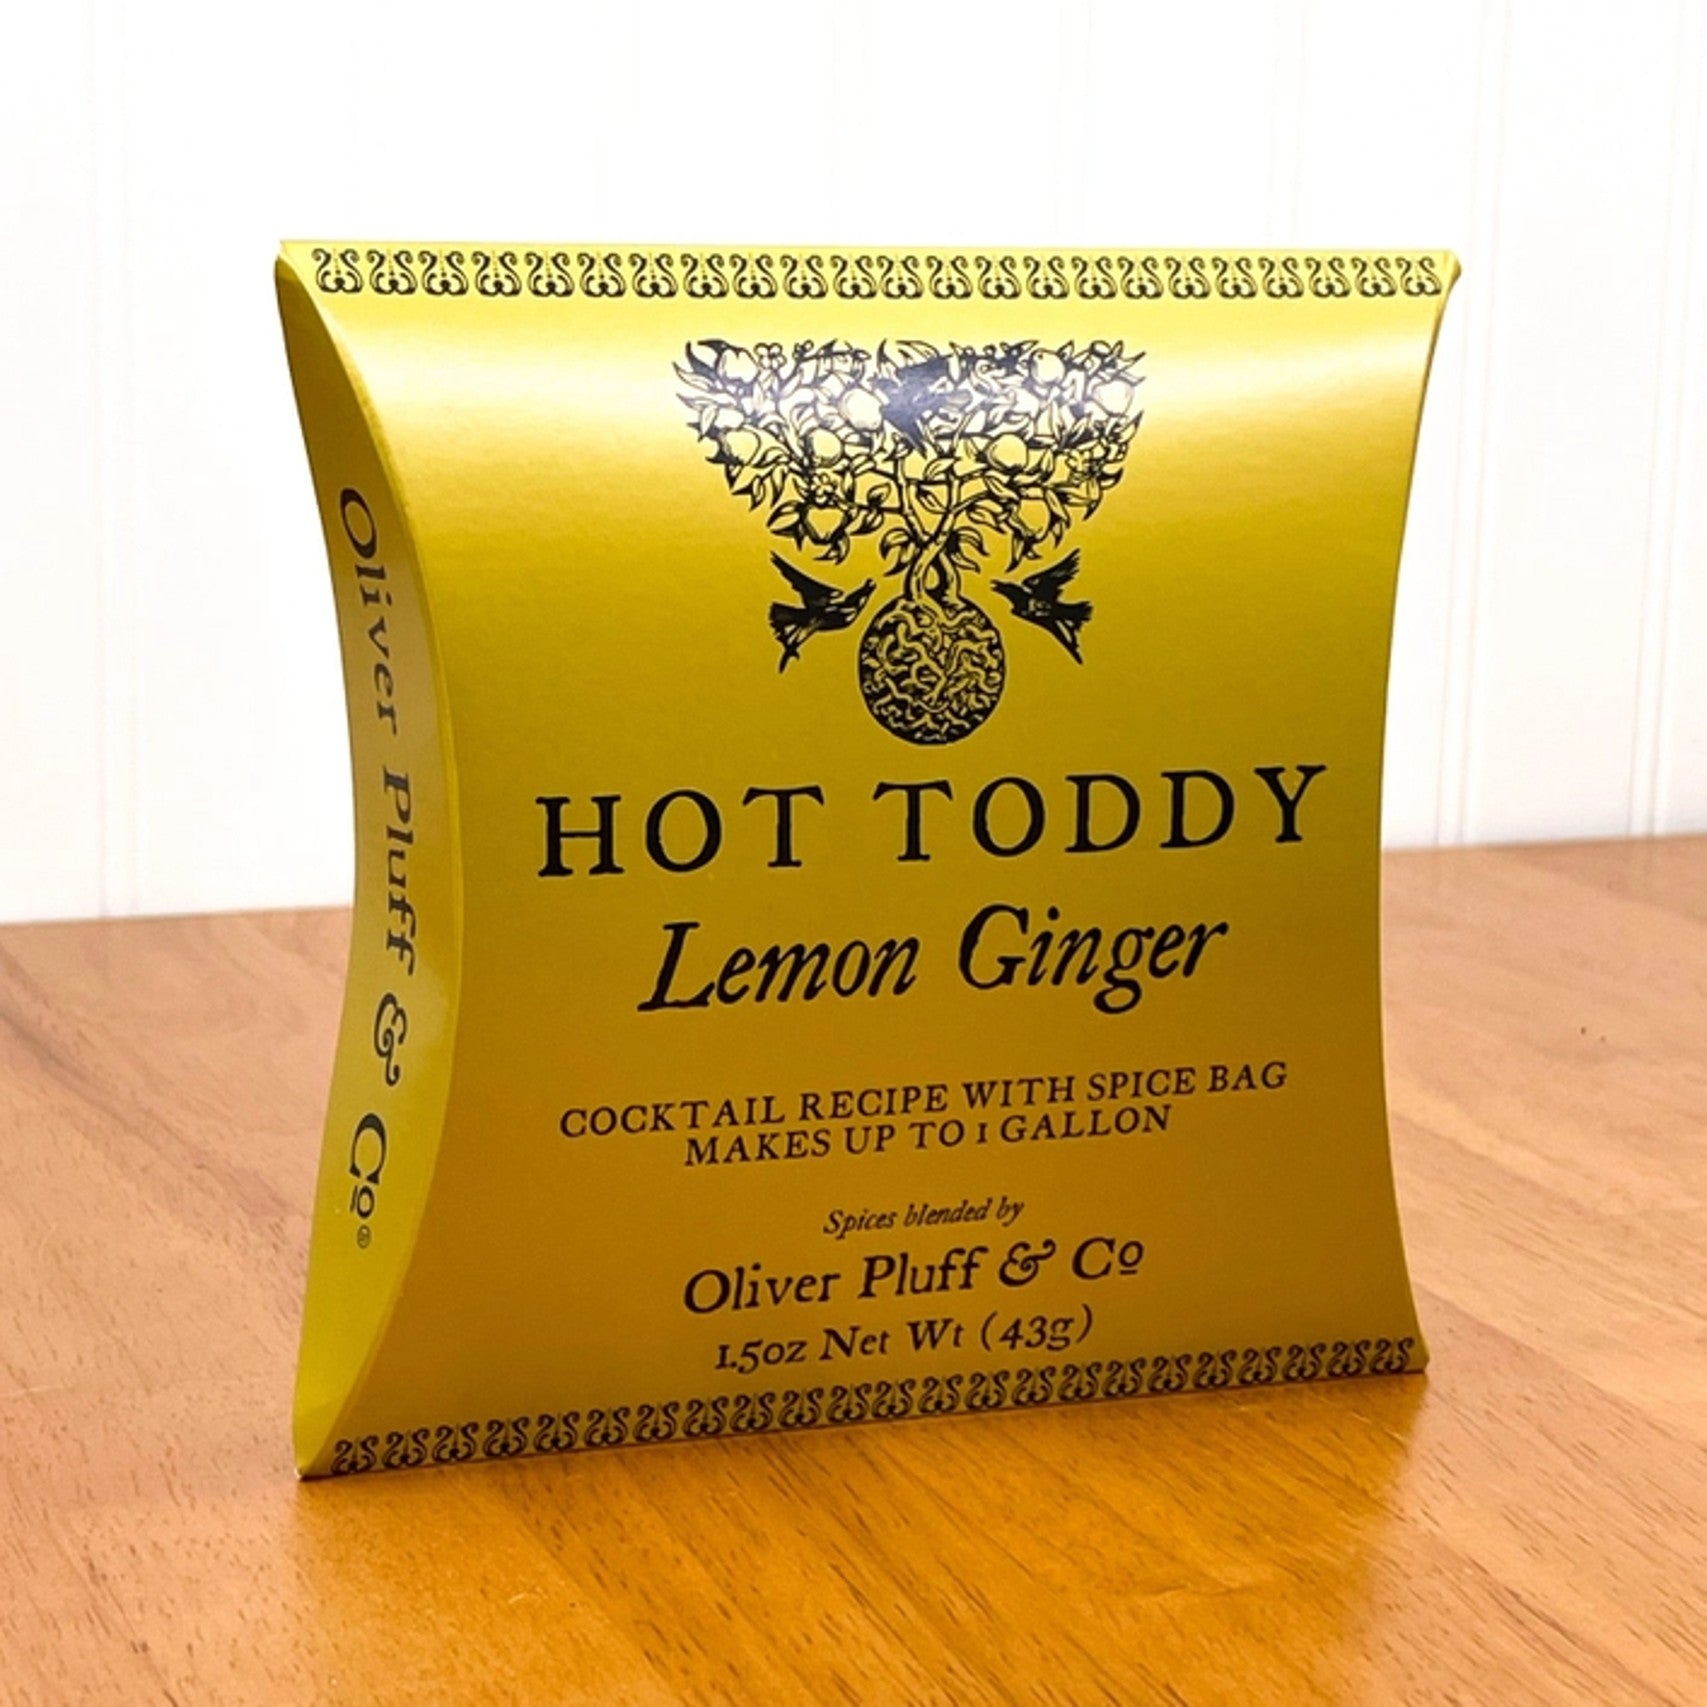 HOT TODDY
Lemon Ginger
COCKTAIL RECIPE WITH SPICE BAG
MAKES UP TO 1 GALLON
Spices blended by
Oliver Pluff & Cº
1.5oz Net Wt (43g)
Oliver Pluff & Cº®